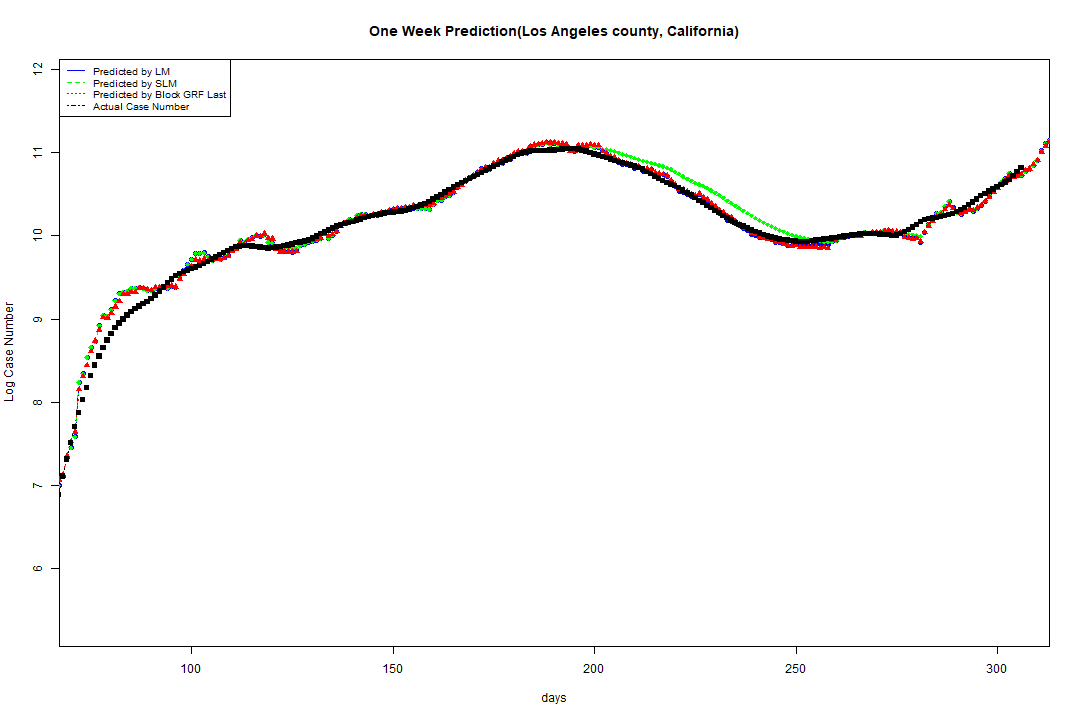 One Week Prediction(Los Angeles county, California)
Predicted by LM
Predicted by SLM
Predicted by Block GRF Last
Actual Case Number
12
11
10
9
8
7
6
Log Case Number
100 150 200 250 300
days